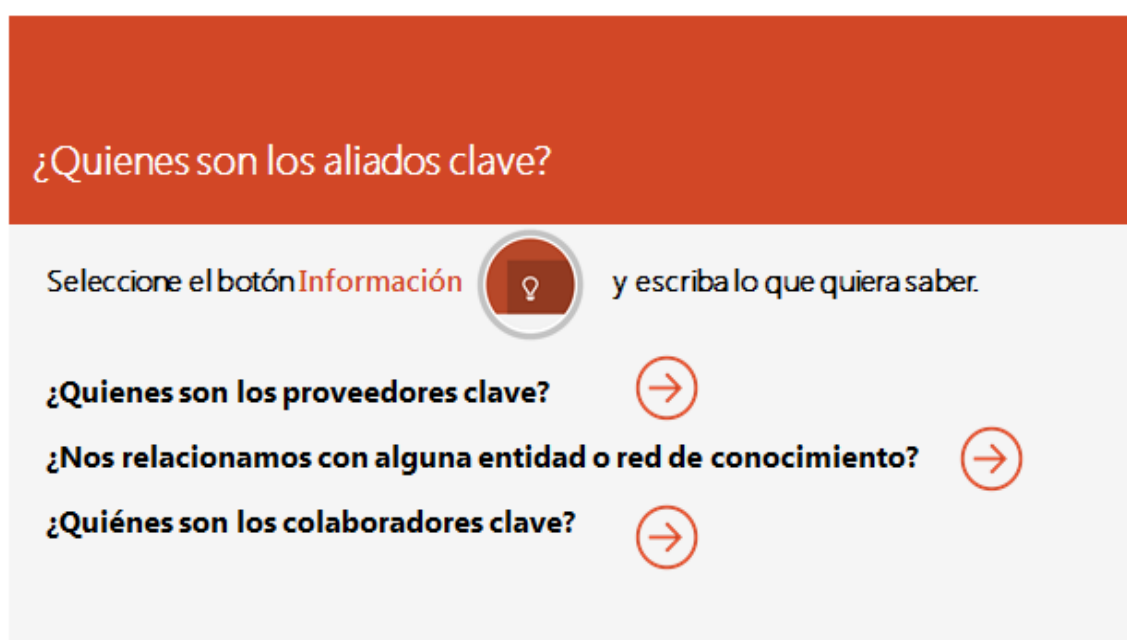 ¿Quienes son los aliados clave?
Seleccione el botón Información y escriba lo que quiera saber.
¿Quienes son los proveedores clave?
¿Nos relacionamos con alguna entidad o red de conocimiento?
¿Quiénes son los colaboradores clave?